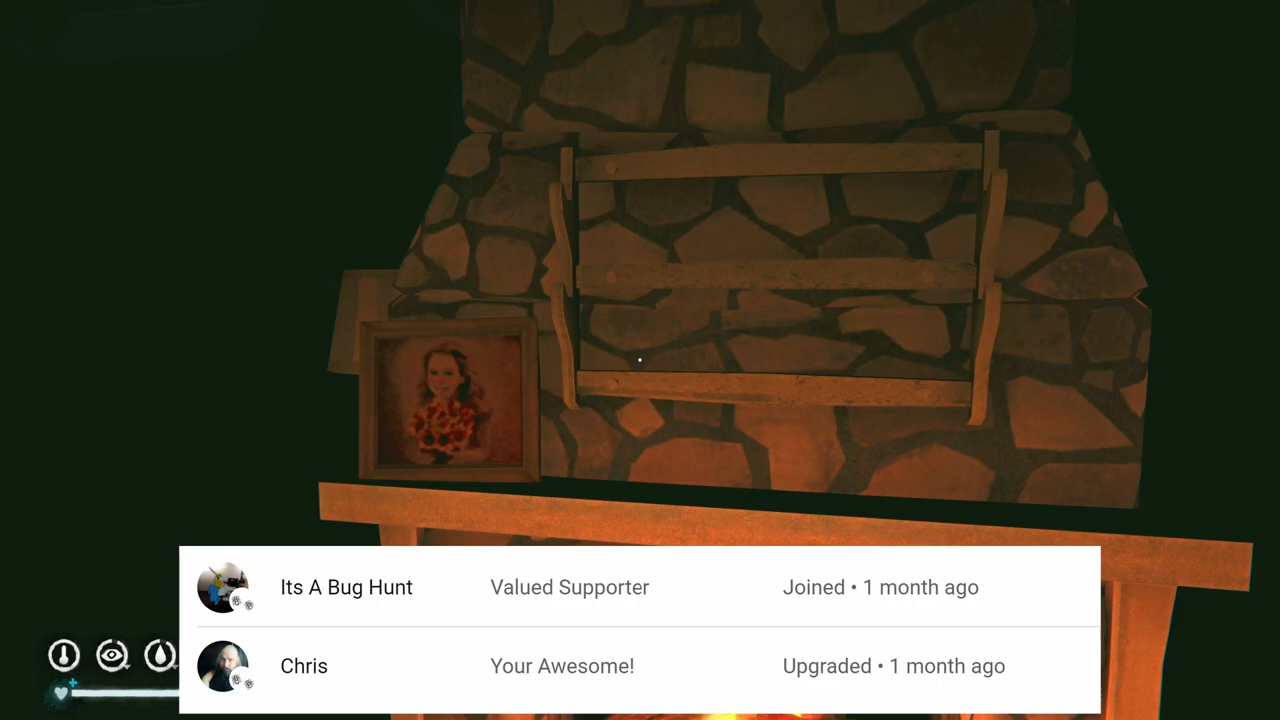 Its A Bug Hunt Valued Supporter Joined • 1 month ago
Chris Your Awesome! Upgraded • 1 month ago